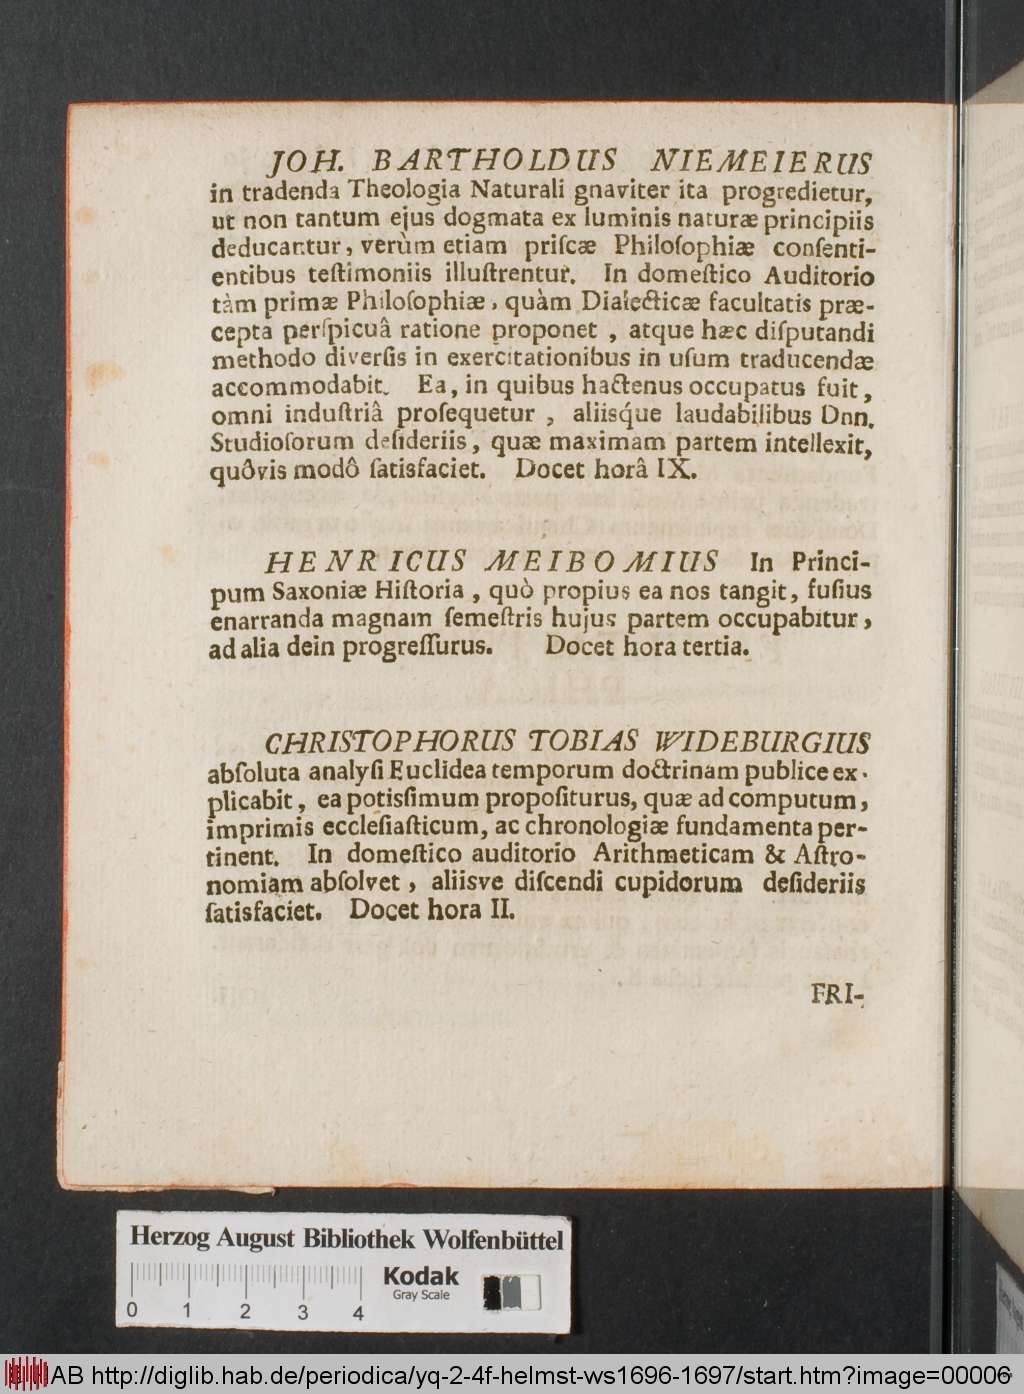 JOH. BARTHOLDUS NIEMEIERUS
in tradenda Theologia Naturali gnaviter ita progredietur,
ut non tantum ejus dogmata ex luminis naturæ principiis
deducantur, verùm etiam priſcæ Philoſophiæ conſenti-
entibus teſtimoniis illuſtrentur. In domeſtico Auditorio
tàm primæ Philoſophiæ, quàm Dialecticæ facultatis præ-
cepta perſpicuâ ratione proponet, atque hæc diſputandi
methodo diverſis in exercitationibus in uſum traducendæ
accommodabit. Ea, in quibus hactenus occupatus fuit,
omni induſtriâ proſequetur, aliisq́ue laudabilibus Dnn.
Studioſorum deſideriis, quæ maximam partem intellexit,
quôvis modô ſatisfaciet. Docet horâ IX.
HENRICUS MEIBOMIUS In Princi-
pum Saxoniæ Hiſtoria, quò propius ea nos tangit, fuſius
enarranda magnam ſemeſtris hujus partem occupabitur,
ad alia dein progreſſurus. Docet hora tertia.
CHRISTOPHORUS TOBIAS WIDEBURGIUS
abſoluta analyſi Euclidea temporum doctrinam publice ex-
plicabit, ea potisſimum propoſiturus, quæ ad computum,
imprimis eccleſiaſticum, ac chronologiæ fundamenta per-
tinent. In domeſtico auditorio Arithmeticam & Aſtro-
nomiam abſolvet, aliisve diſcendi cupidorum deſideriis
ſatisfaciet. Docet hora II.
FRI-
Herzog August Bibliothek Wolfenbüttel
Kodak
Gray Scale
0 1 2 3 4
HAB http://diglib.hab.de/periodica/yq-2-4f-helmst-ws1696-1697/start.htm?image=00006